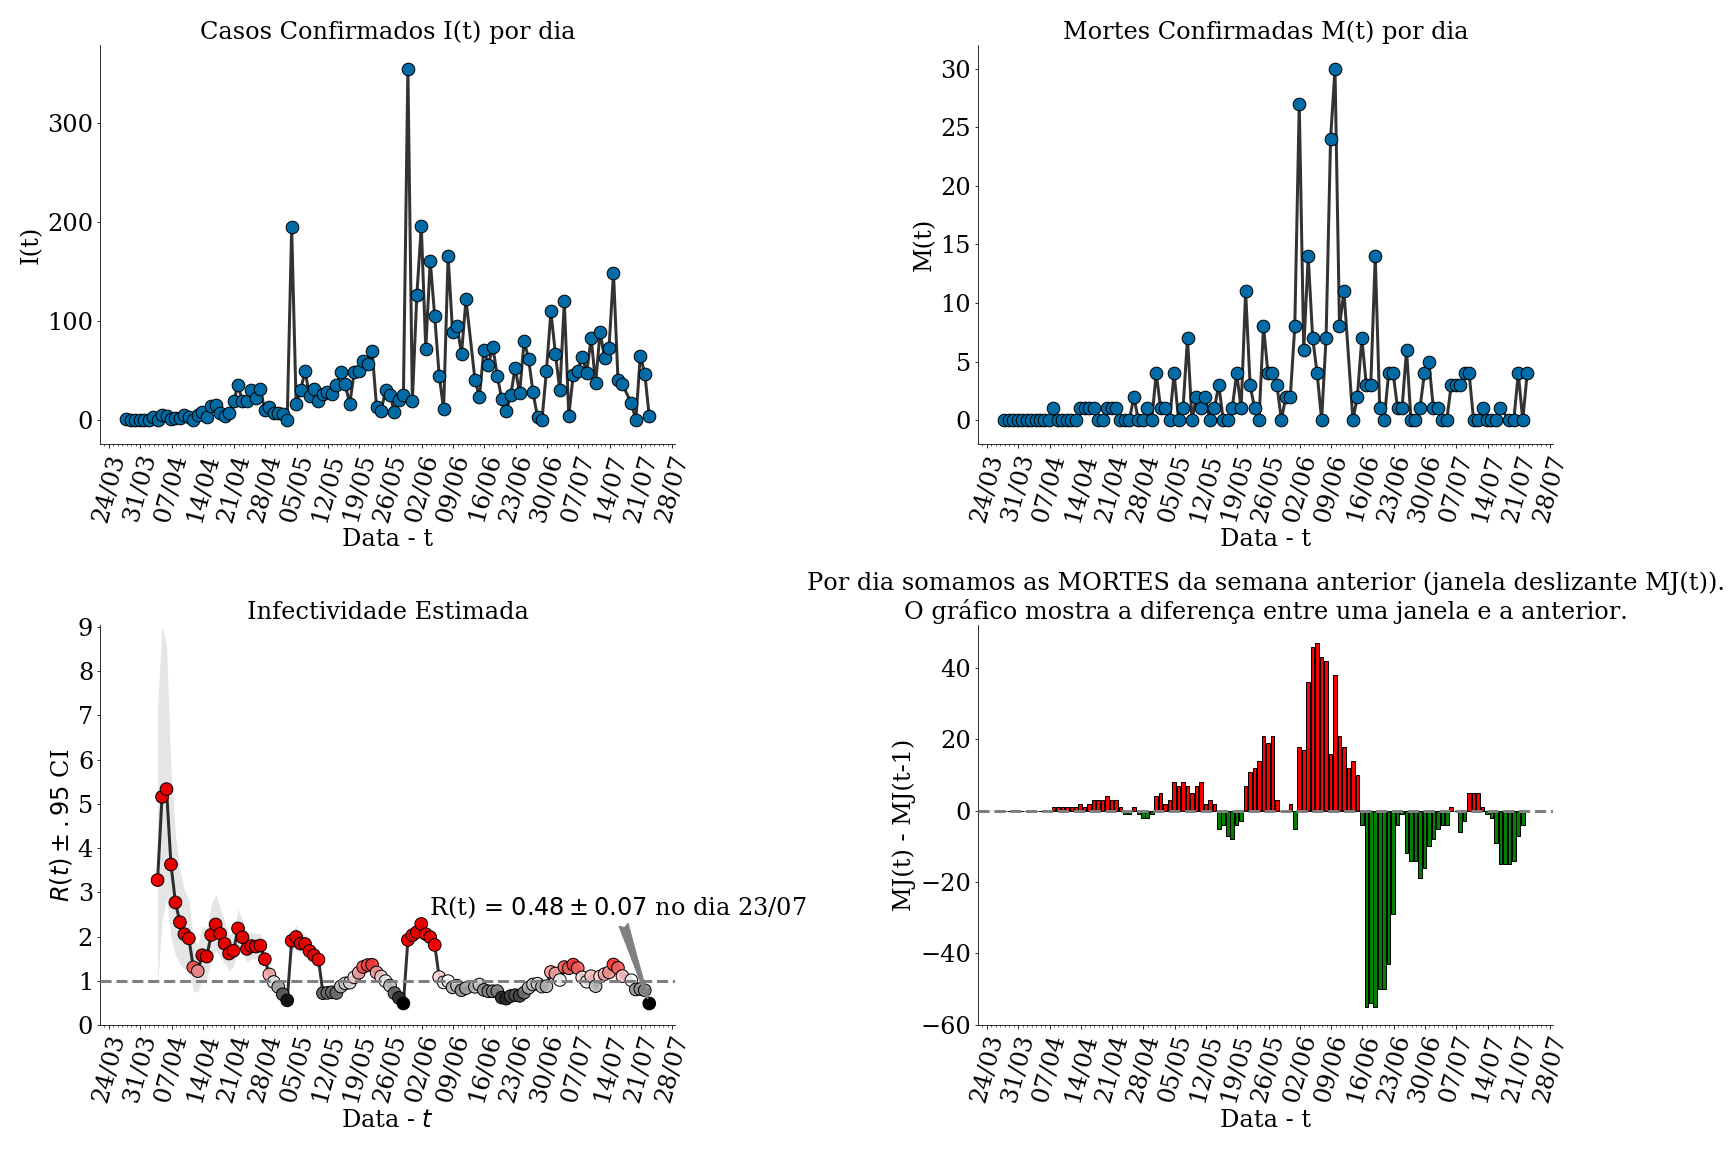 Casos Confirmados I(t) por dia
I(t)
300
200
100
0
24/03 31/03 07/04 14/04 21/04 28/04 05/05 12/05 19/05 26/05 02/06 09/06 16/06 23/06 30/06 07/07 14/07 21/07 28/07
Data - t
Mortes Confirmadas M(t) por dia
M(t)
30
25
20
15
10
5
0
24/03 31/03 07/04 14/04 21/04 28/04 05/05 12/05 19/05 26/05 02/06 09/06 16/06 23/06 30/06 07/07 14/07 21/07 28/07
Data - t
Infectividade Estimada
R(t) ± .95 CI
9
8
7
6
5
4
3
2
1
0
R(t) = 0.48 ± 0.07 no dia 23/07
24/03 31/03 07/04 14/04 21/04 28/04 05/05 12/05 19/05 26/05 02/06 09/06 16/06 23/06 30/06 07/07 14/07 21/07 28/07
Data - t
Por dia somamos as MORTES da semana anterior (janela deslizante MJ(t)).
O gráfico mostra a diferença entre uma janela e a anterior.
MJ(t) - MJ(t-1)
40
20
0
−20
−40
−60
24/03 31/03 07/04 14/04 21/04 28/04 05/05 12/05 19/05 26/05 02/06 09/06 16/06 23/06 30/06 07/07 14/07 21/07 28/07
Data - t